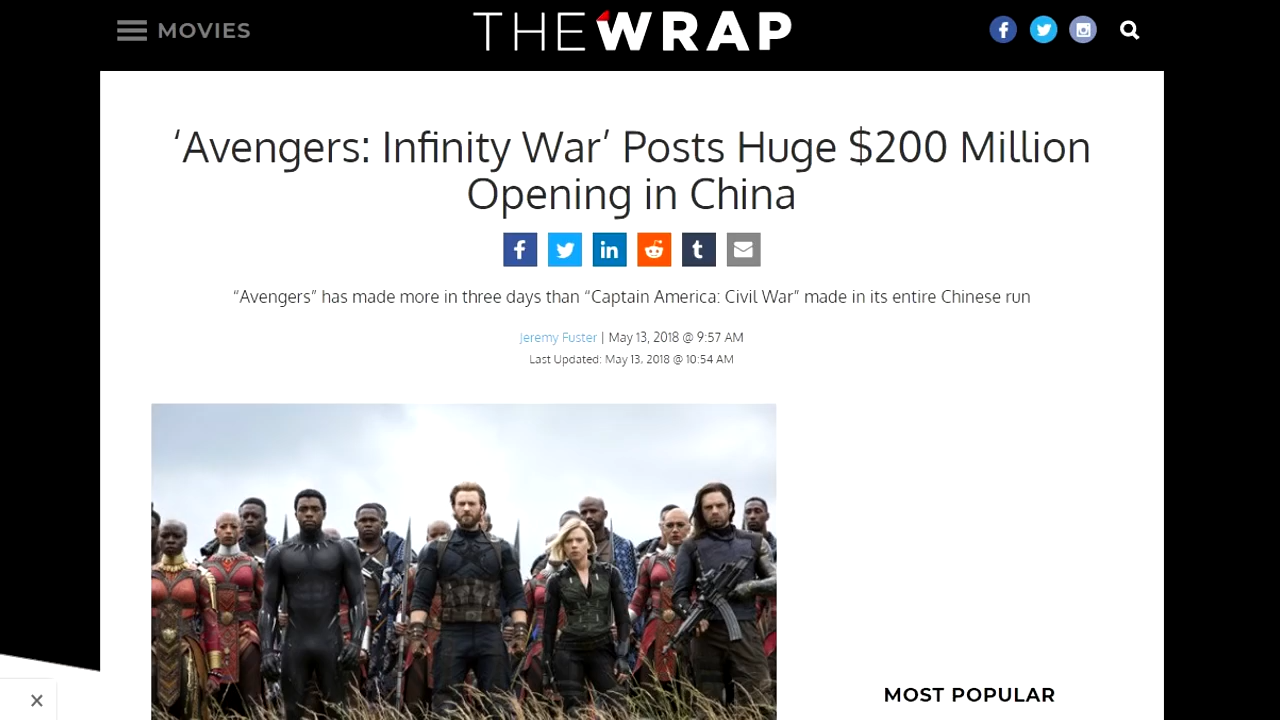 MOVIES
THEWRAP
‘Avengers: Infinity War’ Posts Huge $200 Million
Opening in China
“Avengers” has made more in three days than “Captain America: Civil War” made in its entire Chinese run
Jeremy Fuster | May 13, 2018 @ 9:57 AM
Last Updated: May 13, 2018 @ 10:54 AM
MOST POPULAR